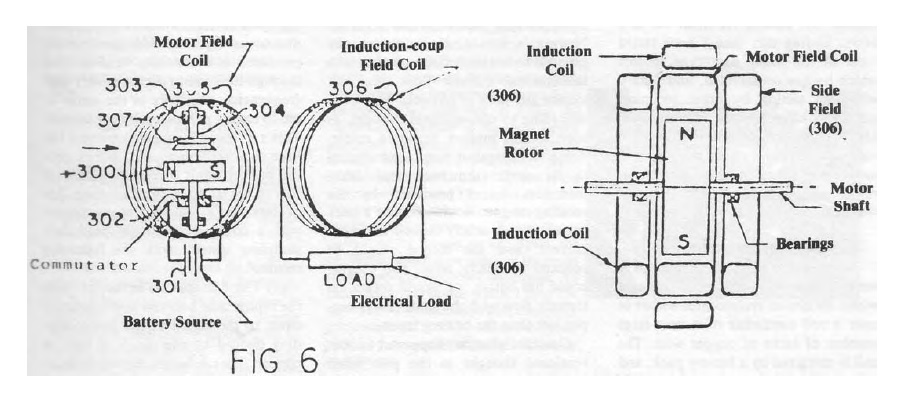 Motor Field
Coil
303
305
304
307
300
N S
302
Commutator
301
Battery Source
Induction-coup
Field Coil
306
LOAD
Electrical Load
FIG 6
Induction
Coil
(306)
Magnet
Rotor
Induction Coil
(306)
N
S
Motor Field Coil
Side
Field
(306)
Motor
Shaft
Bearings